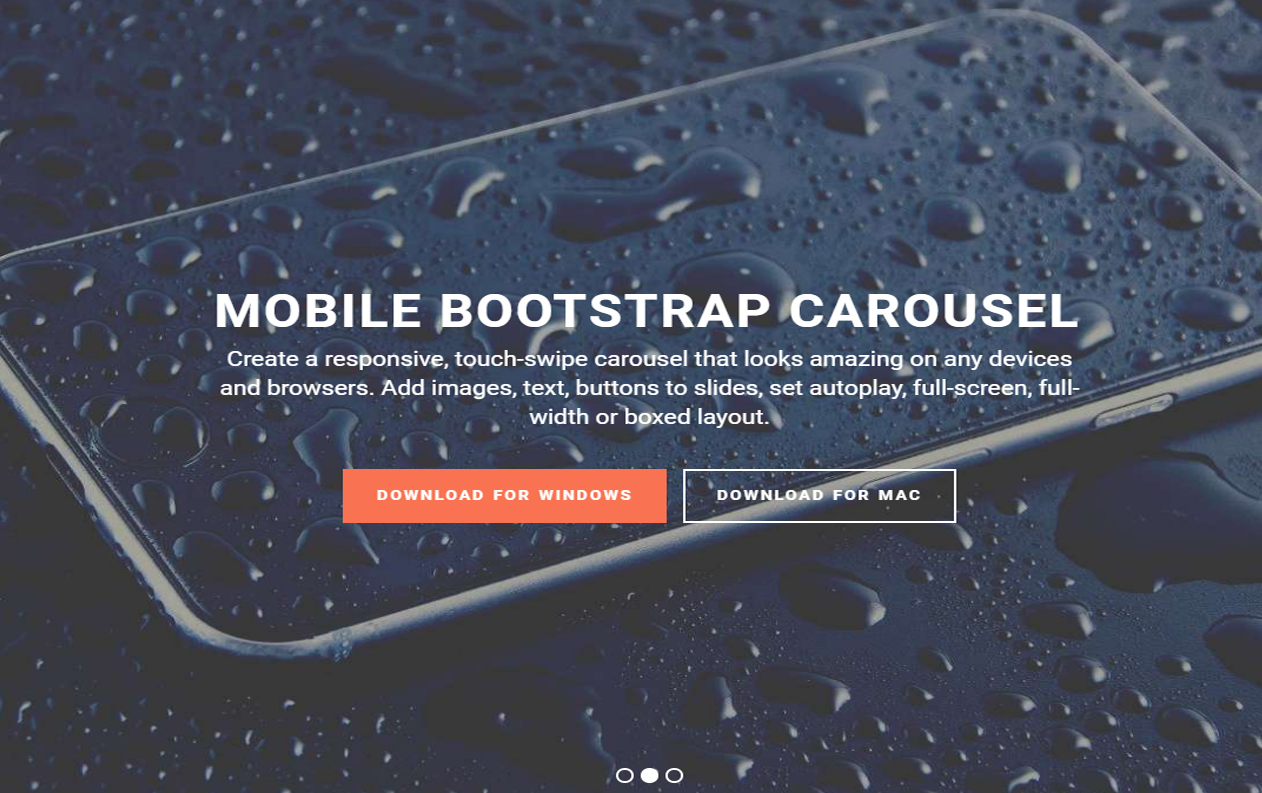 MOBILE BOOTSTRAP CAROUSEL
Create a responsive, touch-swipe carousel that looks amazing on any devices
and browsers. Add images, text, buttons to slides, set autoplay, full-screen, full-
width or boxed layout.
DOWNLOAD FOR WINDOWS
DOWNLOAD FOR MAC